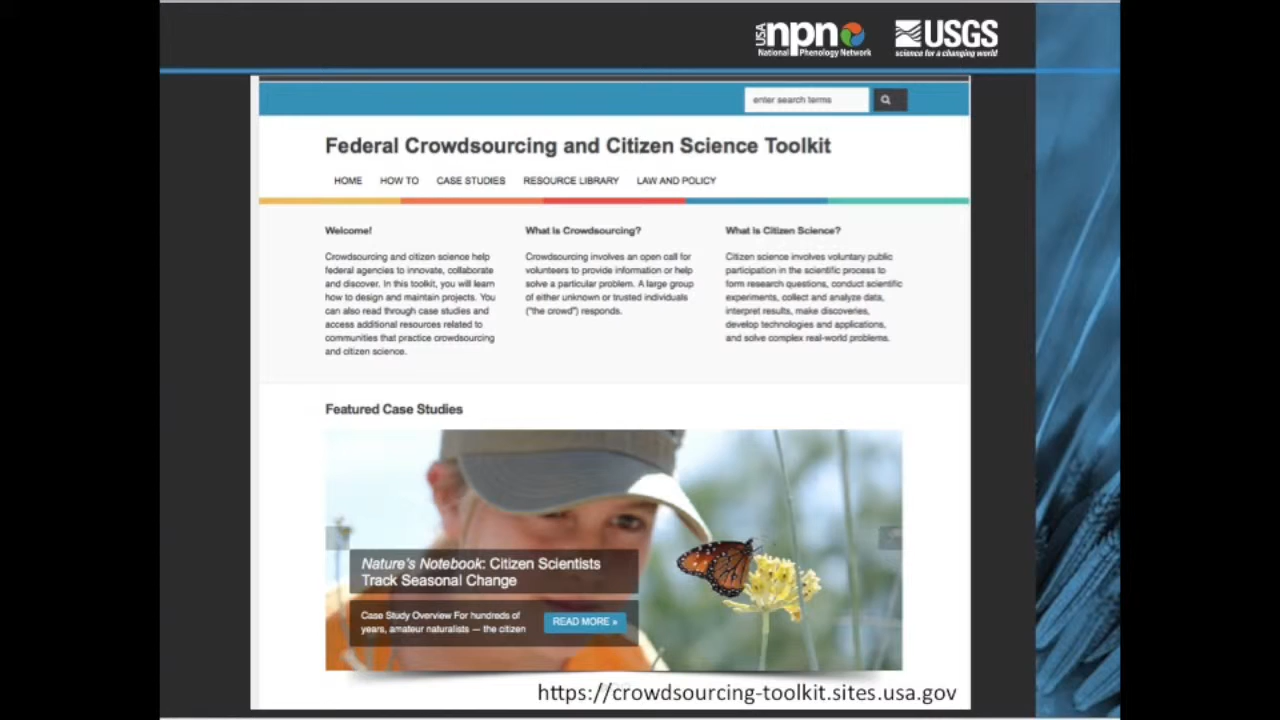 USA npn
National Phenology Network
USGS
science for a changing world
enter search terms
Federal Crowdsourcing and Citizen Science Toolkit
HOME HOW TO CASE STUDIES RESOURCE LIBRARY LAW AND POLICY
Welcome!
Crowdsourcing and citizen science help
federal agencies to innovate, collaborate
and discover. In this toolkit, you will learn
how to design and maintain projects. You
can also read through case studies and
access additional resources related to
communities that practice crowdsourcing
and citizen science.
What Is Crowdsourcing?
Crowdsourcing involves an open call for
volunteers to provide information or help
solve a particular problem. A large group
of either unknown or trusted individuals
("the crowd") responds.
What Is Citizen Science?
Citizen science involves voluntary public
participation in the scientific process to
form research questions, conduct scientific
experiments, collect and analyze data,
interpret results, make discoveries,
develop technologies and applications,
and solve complex real-world problems.
Featured Case Studies
Nature's Notebook: Citizen Scientists
Track Seasonal Change
Case Study Overview For hundreds of
years, amateur naturalists — the citizen
READ MORE »
https://crowdsourcing-toolkit.sites.usa.gov